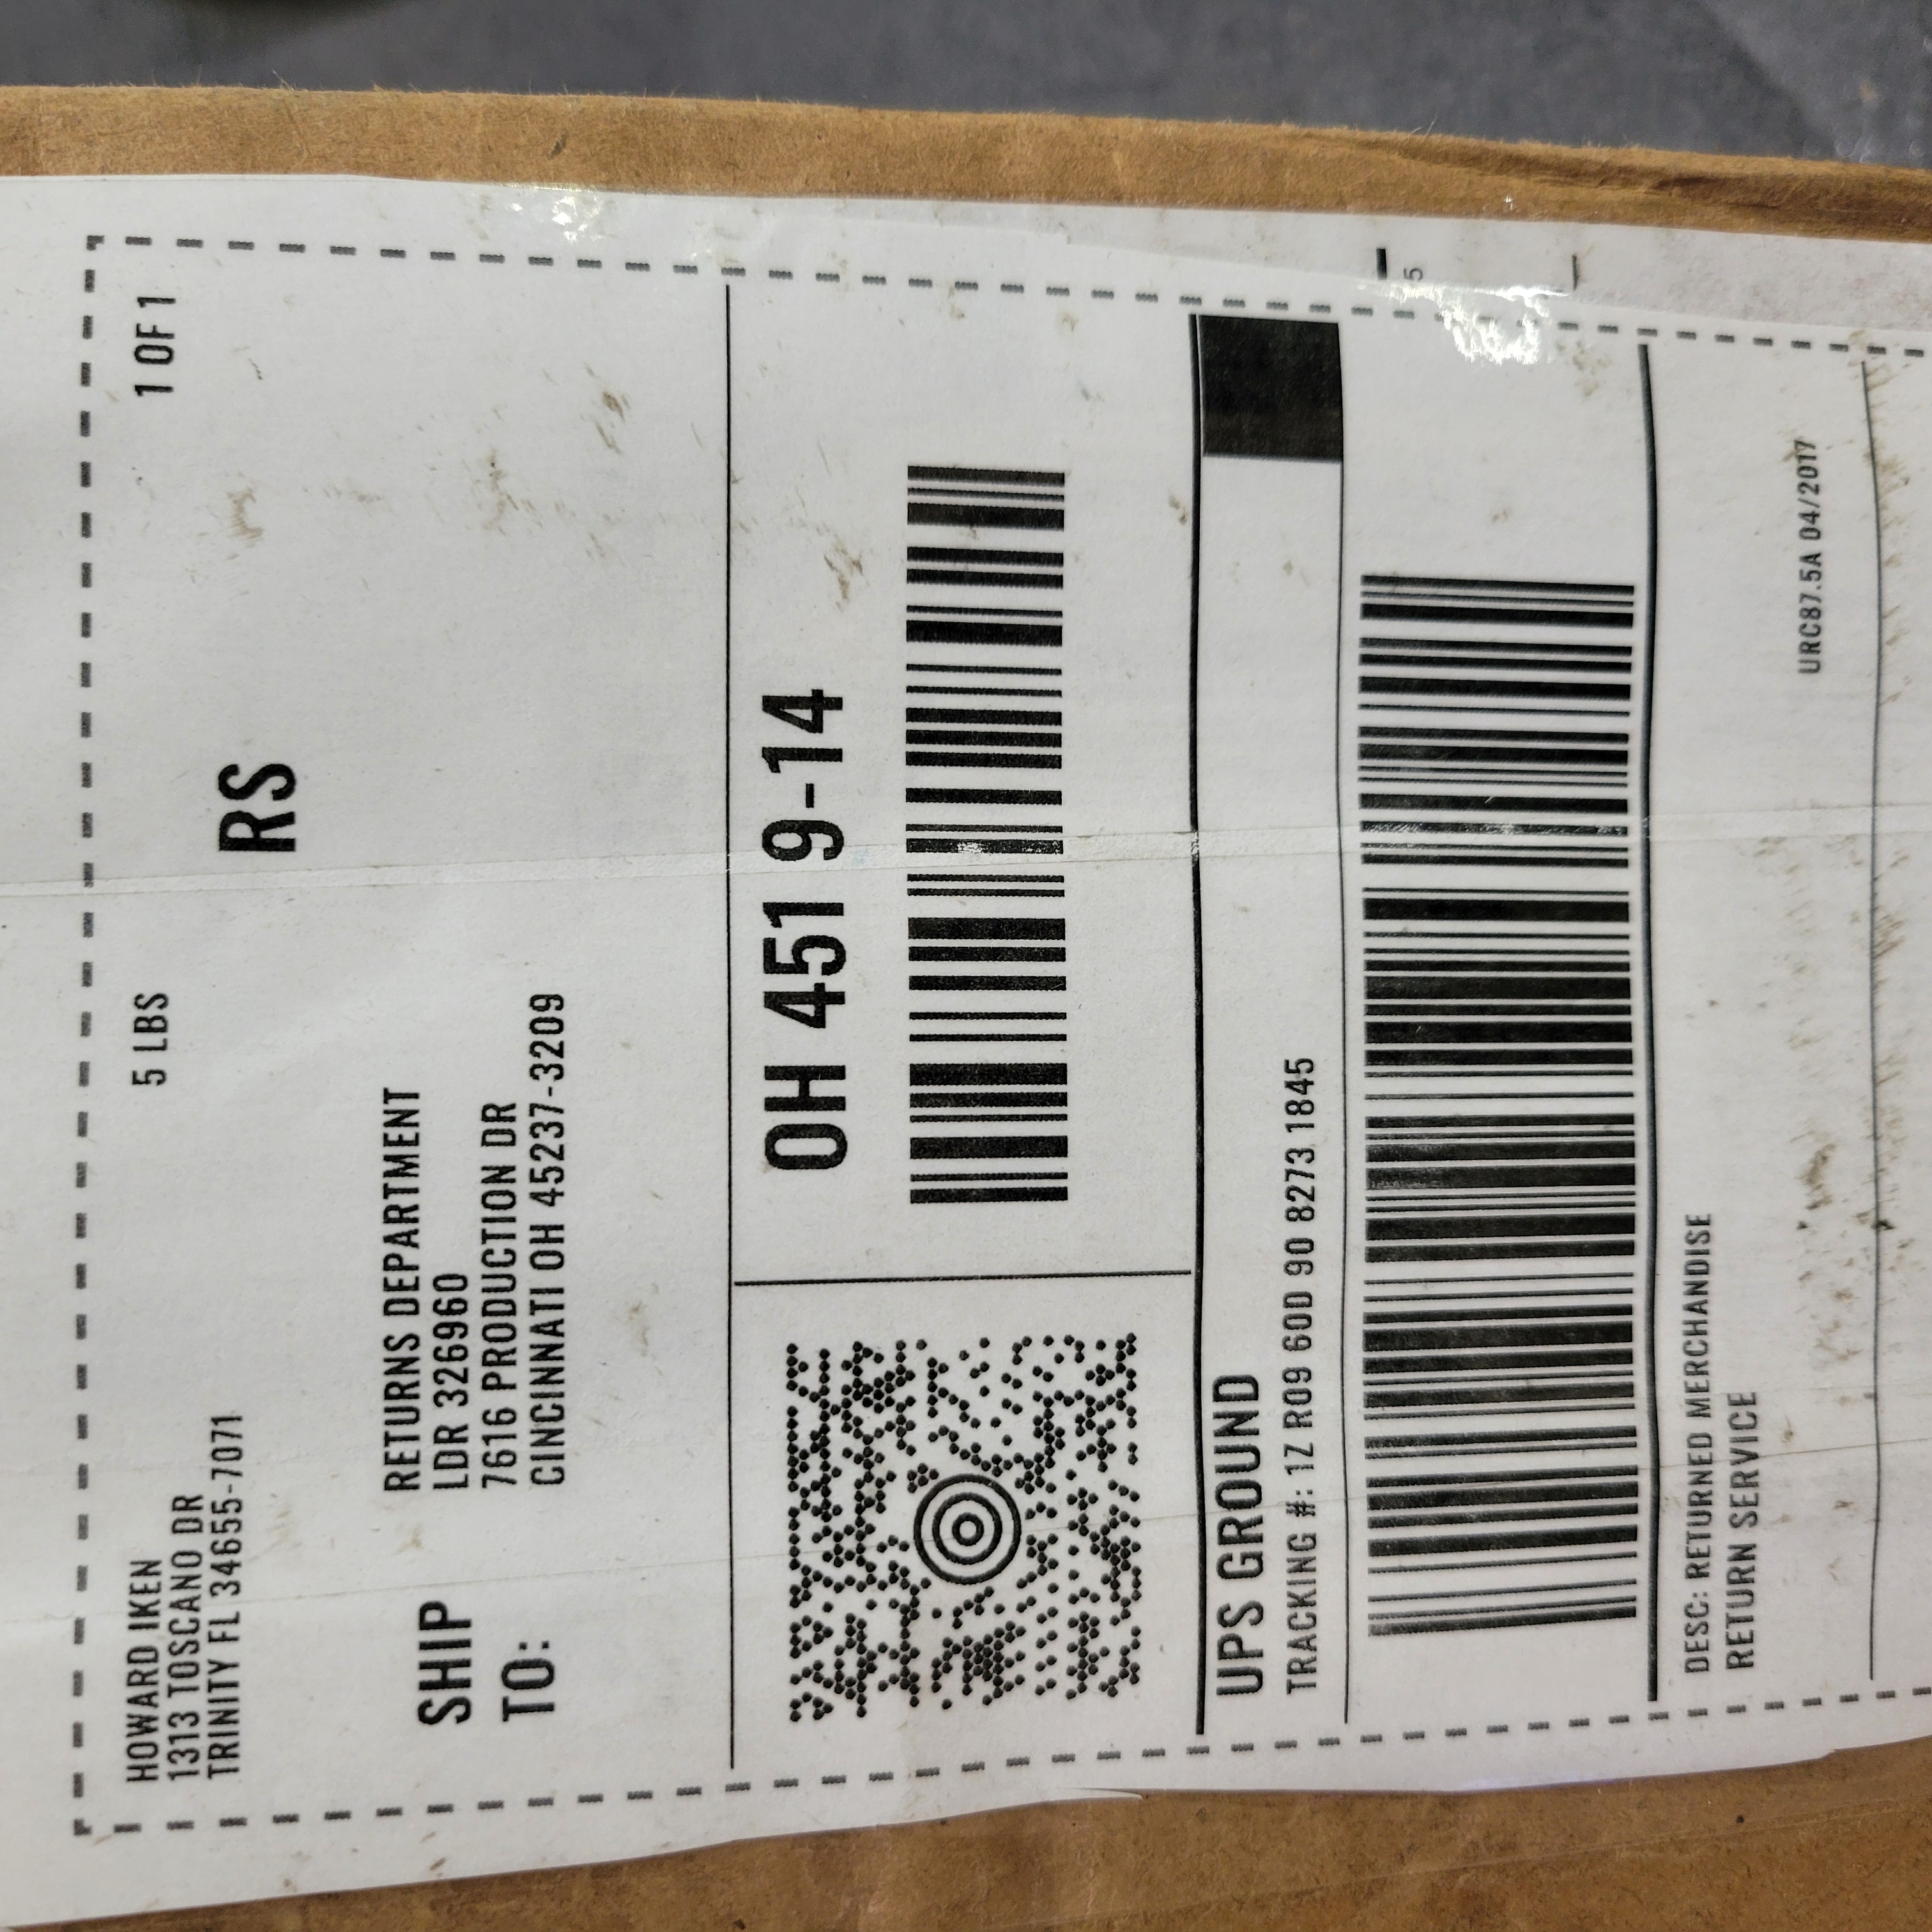 HOWARD IKEN
1313 TOSCANO DR
TRINITY FL 34655-7071
5 LBS
1 OF 1
RS
SHIP
TO:
RETURNS DEPARTMENT
LDR 326960
7616 PRODUCTION DR
CINCINNATI OH 45237-3209
OH 451 9-14
UPS GROUND
TRACKING #: 1Z R09 60D 90 8273 1845
5
DESC: RETURNED MERCHANDISE
RETURN SERVICE
URC87.5A 04/2017